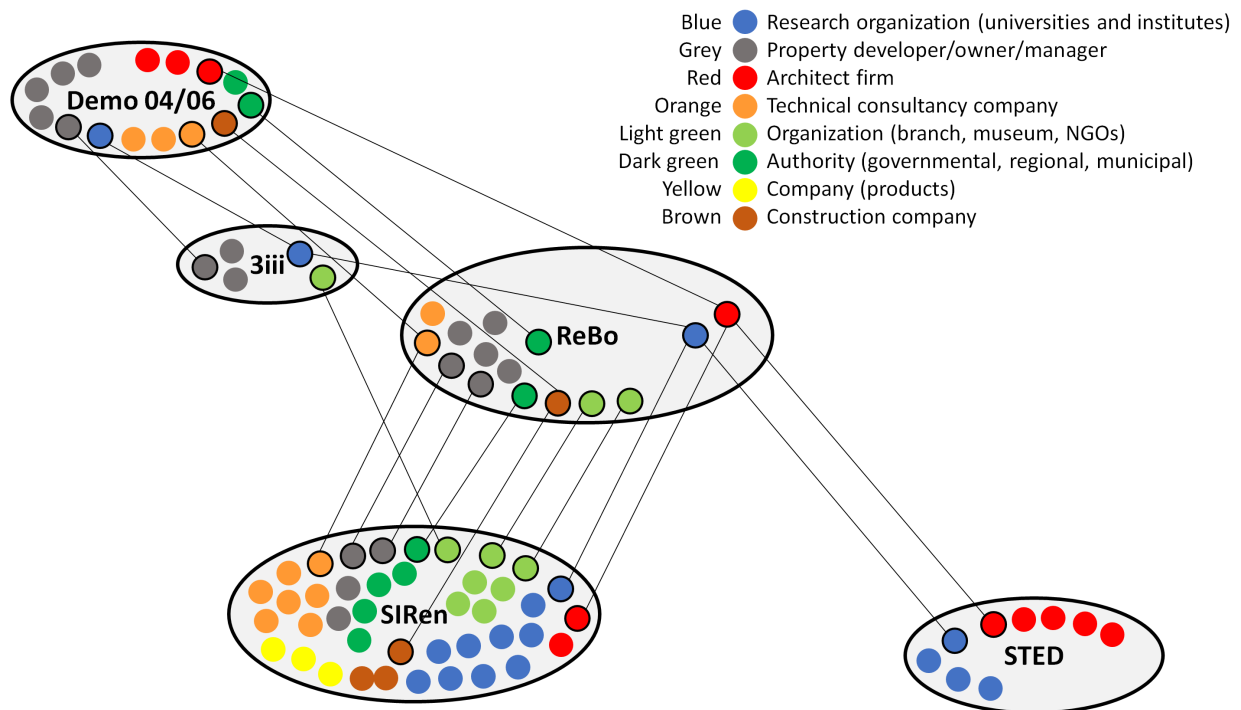 Blue Research organization (universities and institutes)
Grey Property developer/owner/manager
Red Architect firm
Orange Technical consultancy company
Light green Organization (branch, museum, NGOs)
Dark green Authority (governmental, regional, municipal)
Yellow Company (products)
Brown Construction company
Demo 04/06
3iii
ReBo
SIRen
STED